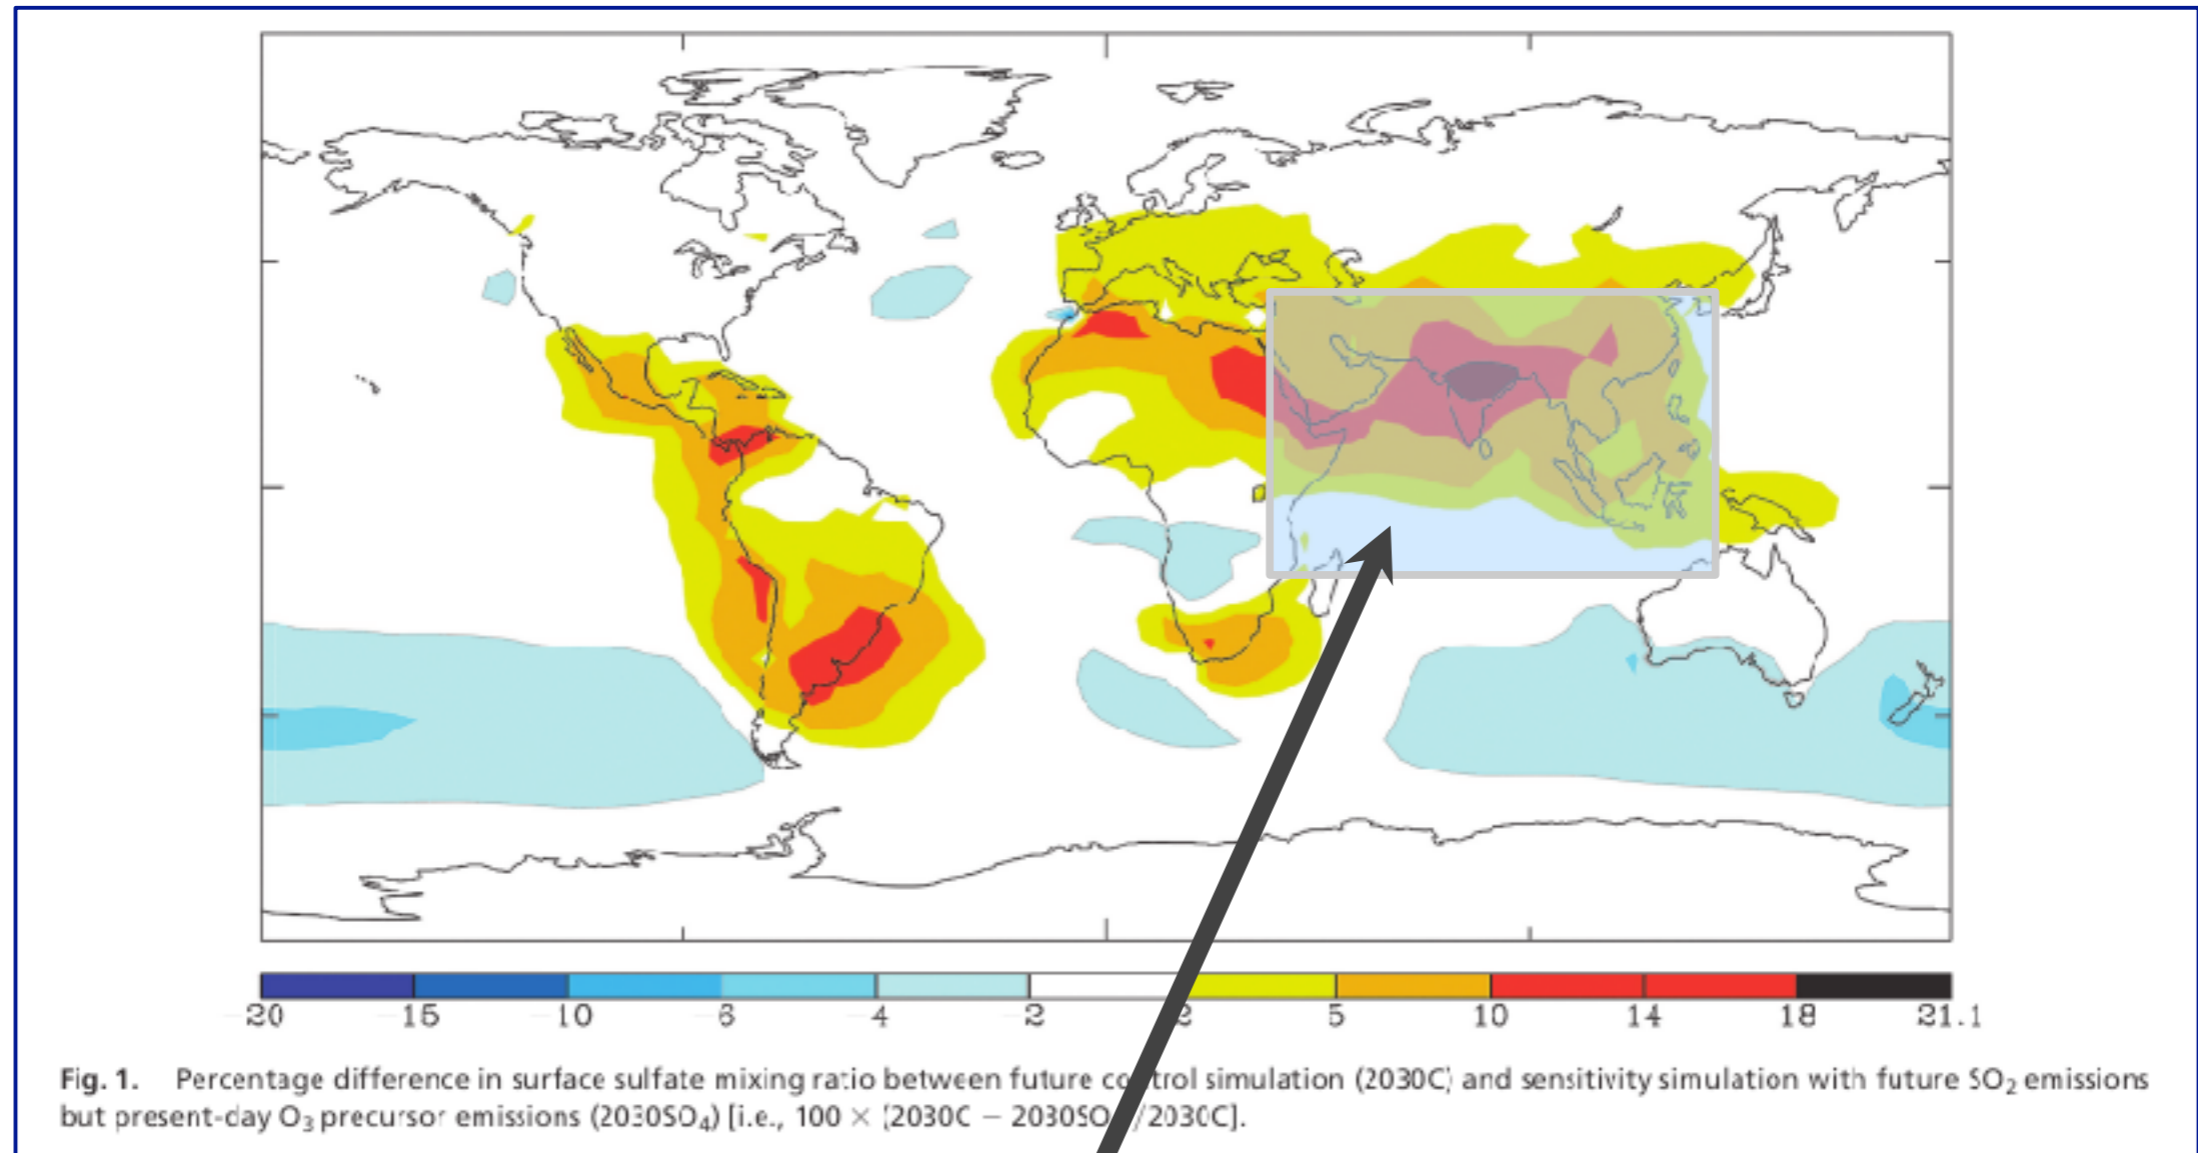 -20 -15 -10 -6 -4 -2 2 5 10 14 18 21.1
Fig. 1. Percentage difference in surface sulfate mixing ratio between future control simulation (2030C) and sensitivity simulation with future SO₂ emissions
but present-day O₃ precursor emissions (2030SO₄) [i.e., 100 × (2030C − 2030SO₄)/2030C].